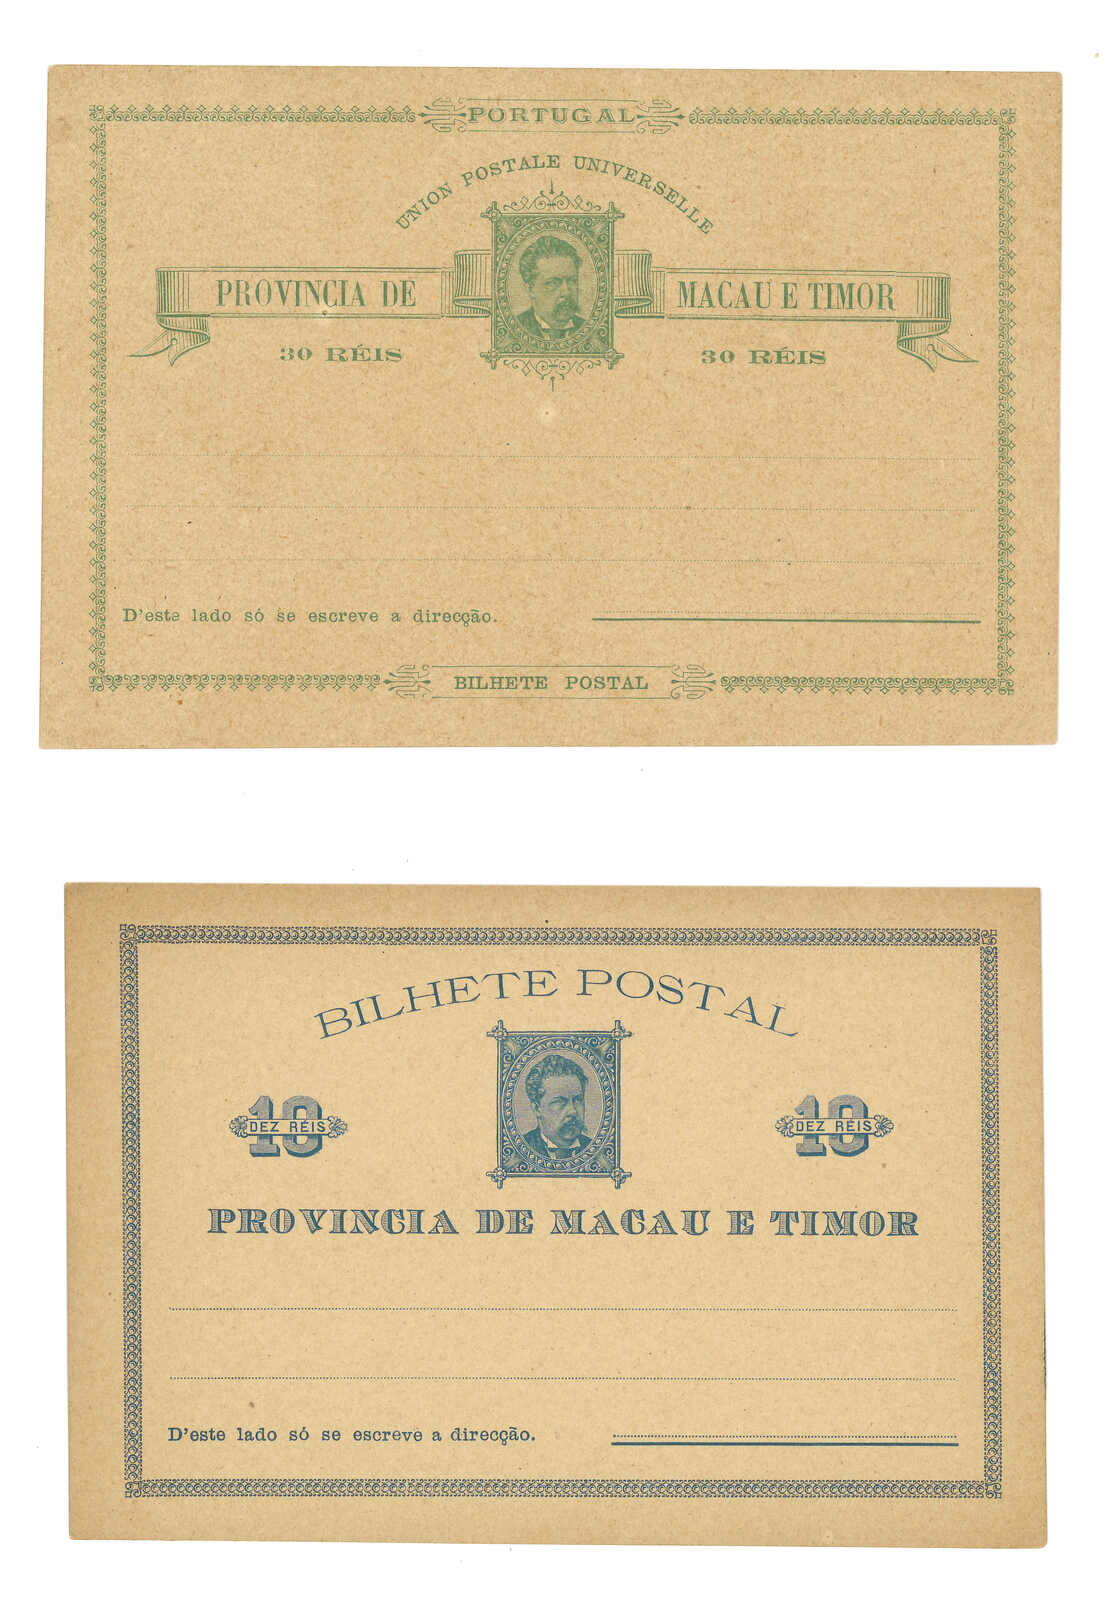 PORTUGAL
UNION POSTALE UNIVERSELLE
PROVINCIA DE MACAU E TIMOR
30 RÉIS 30 RÉIS
D'este lado só se escreve a direcção.
BILHETE POSTAL
BILHETE POSTAL
10 DEZ RÉIS 10 DEZ RÉIS
PROVINCIA DE MACAU E TIMOR
D'este lado só se escreve a direcção.